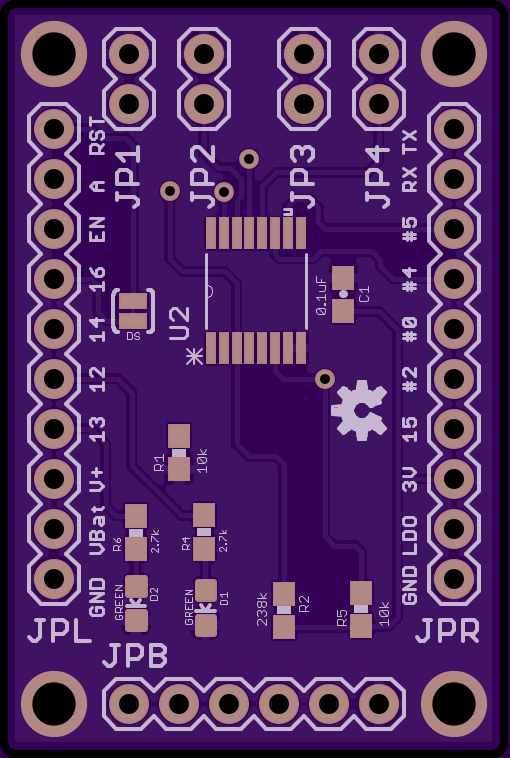 JP1
JP2
JP3
JP4
RST
A
EN
16
14
12
13
V+
VBat
GND
JPL
TX
RX
#5
#4
#0
#2
15
3V
LDO
GND
JPR
DS
U2
*
0.1uF
C1
R1
10k
R6
2.7k
R4
2.7k
GREEN
D2
GREEN
D1
238k
R2
R5
10k
JPB